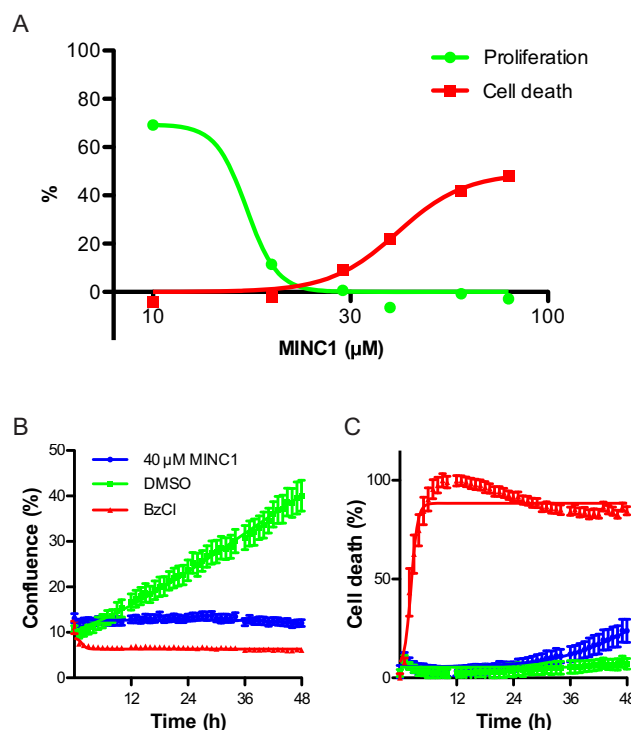 A
100
80
60
40
20
0
%
10
30
100
MINC1 (µM)
Proliferation
Cell death
B
50
40
30
20
10
0
Confluence (%)
40 µM MINC1
DMSO
BzCl
12
24
36
48
Time (h)
C
100
50
0
Cell death (%)
0
12
24
36
48
Time (h)